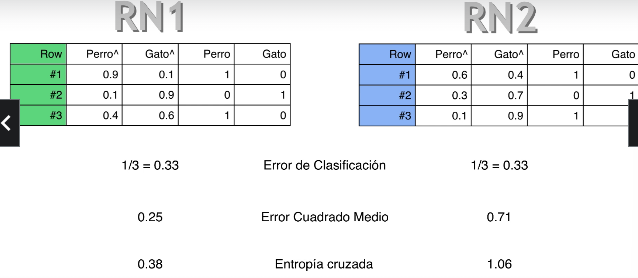 RN1 RN2
Row Perro^ Gato^ Perro Gato Row Perro^ Gato^ Perro Gato
#1 0.9 0.1 1 0 #1 0.6 0.4 1 0
#2 0.1 0.9 0 1 #2 0.3 0.7 0 1
#3 0.4 0.6 1 0 #3 0.1 0.9 1
1/3 = 0.33 Error de Clasificación 1/3 = 0.33
0.25 Error Cuadrado Medio 0.71
0.38 Entropía cruzada 1.06